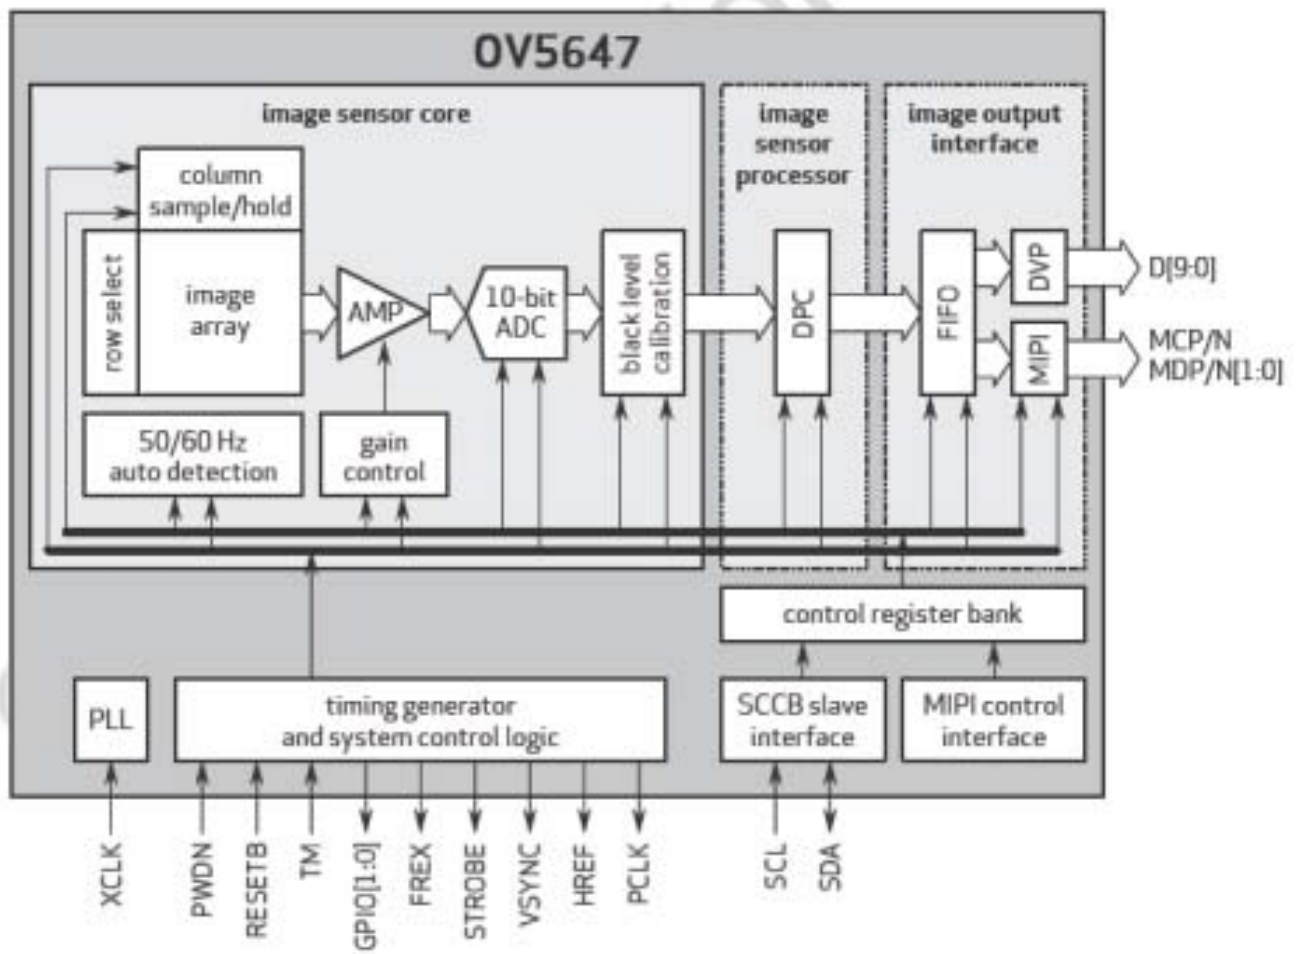 OV5647
image sensor core
image
sensor
processor
image output
interface
column
sample/hold
row select
image
array
AMP
10-bit
ADC
black level
calibration
DPC
FIFO
DVP
MIPI
D[9:0]
MCP/N
MDP/N[1:0]
50/60 Hz
auto detection
gain
control
control register bank
PLL
timing generator
and system control logic
SCCB slave
interface
MIPI control
interface
XCLK
PWDN
RESETB
TM
GPIO[1:0]
FREX
STROBE
VSYNC
HREF
PCLK
SCL
SDA